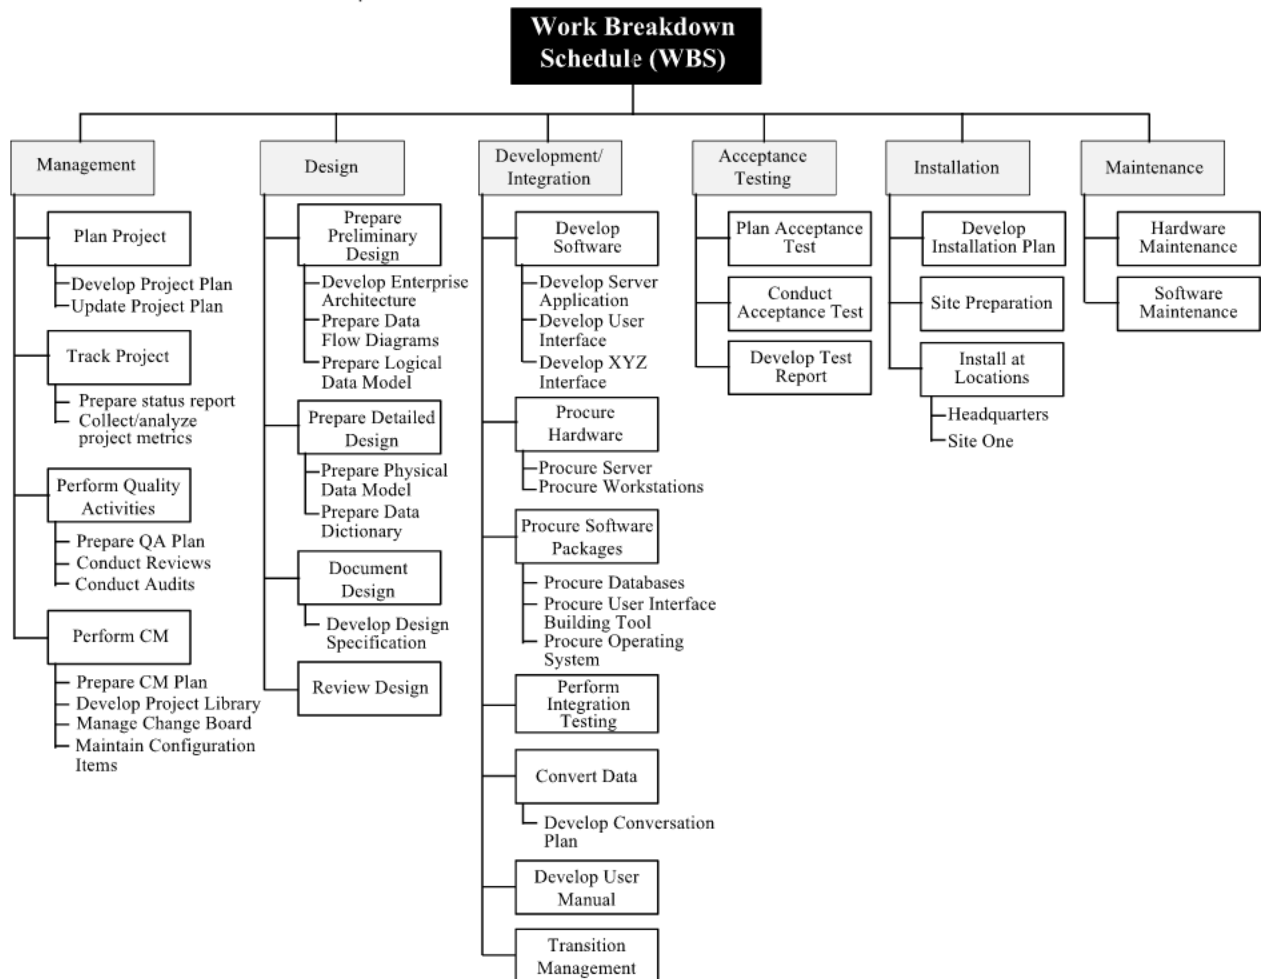 Work Breakdown
Schedule (WBS)
Management
Plan Project
Develop Project Plan
Update Project Plan
Track Project
Prepare status report
Collect/analyze
project metrics
Perform Quality
Activities
Prepare QA Plan
Conduct Reviews
Conduct Audits
Perform CM
Prepare CM Plan
Develop Project Library
Manage Change Board
Maintain Configuration
Items
Design
Prepare
Preliminary
Design
Develop Enterprise
Architecture
Prepare Data
Flow Diagrams
Prepare Logical
Data Model
Prepare Detailed
Design
Prepare Physical
Data Model
Prepare Data
Dictionary
Document
Design
Develop Design
Specification
Review Design
Development/
Integration
Develop
Software
Develop Server
Application
Develop User
Interface
Develop XYZ
Interface
Procure
Hardware
Procure Server
Procure Workstations
Procure Software
Packages
Procure Databases
Procure User Interface
Building Tool
Procure Operating
System
Perform
Integration
Testing
Convert Data
Develop Conversation
Plan
Develop User
Manual
Transition
Management
Acceptance
Testing
Plan Acceptance
Test
Conduct
Acceptance Test
Develop Test
Report
Installation
Develop
Installation Plan
Site Preparation
Install at
Locations
Headquarters
Site One
Maintenance
Hardware
Maintenance
Software
Maintenance